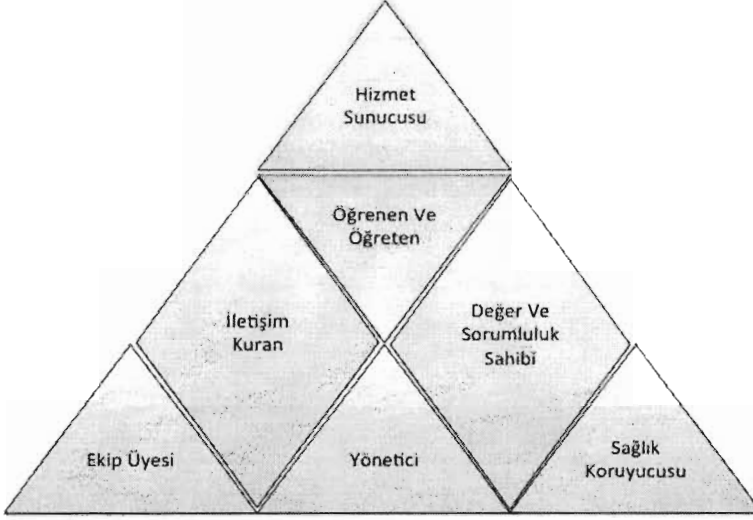 Hizmet
Sunucusu
Öğrenen Ve
Öğreten
İletişim
Kuran
Değer Ve
Sorumluluk
Sahibi
Ekip Üyesi
Yönetici
Sağlık
Koruyucusu